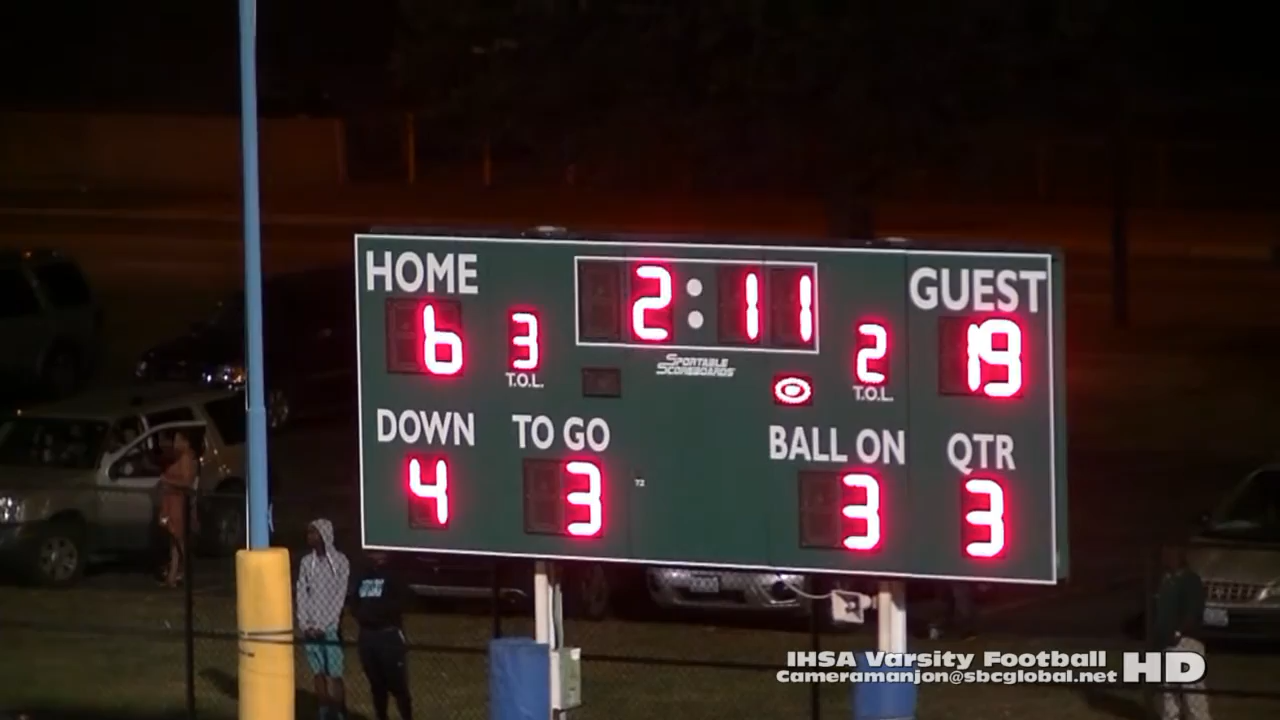 HOME
6
3
T.O.L.
2:11
SPORTABLE
SCOREBOARDS
2
T.O.L.
GUEST
19
DOWN
4
TO GO
3
72
BALL ON
3
QTR
3
IHSA Varsity Football HD
Cameramanjon@sbcglobal.net